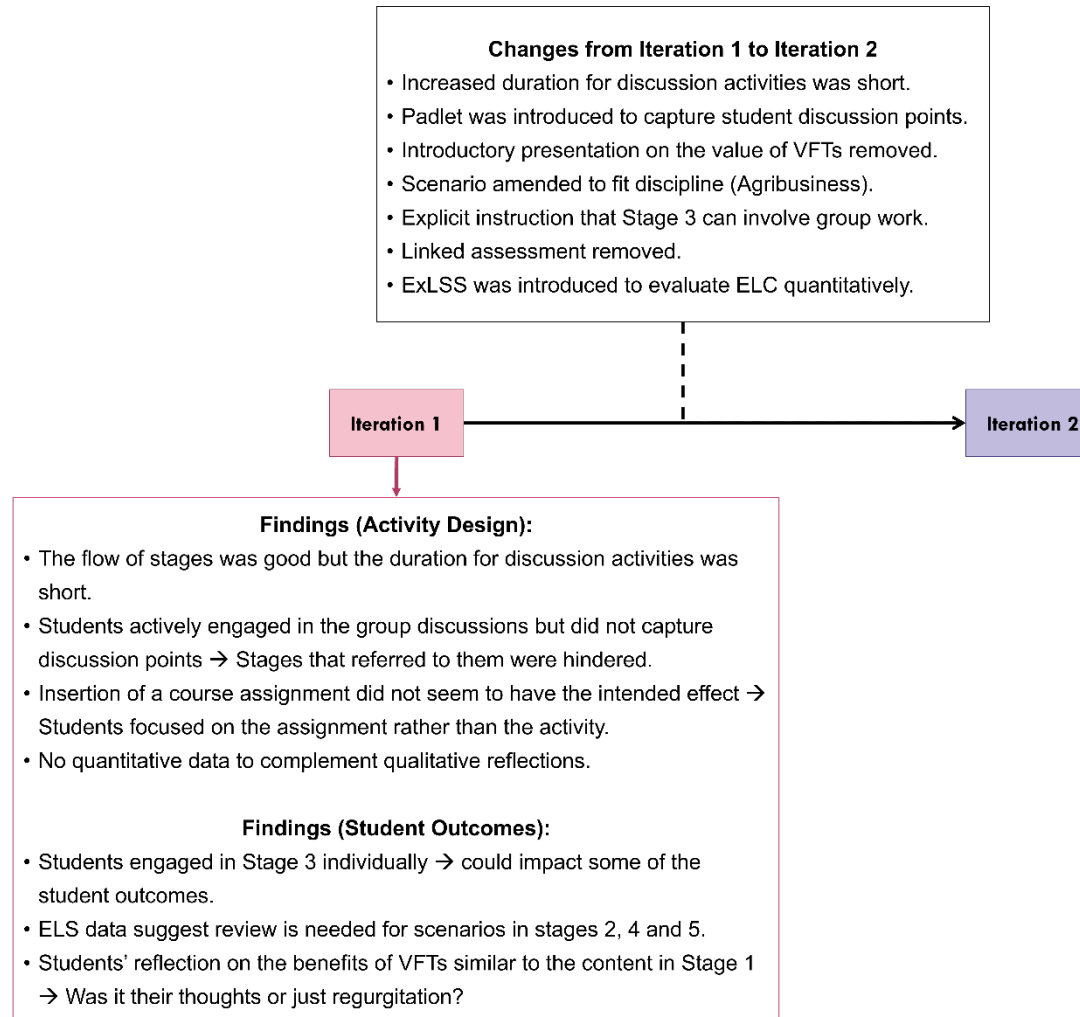 Changes from Iteration 1 to Iteration 2
• Increased duration for discussion activities was short.
• Padlet was introduced to capture student discussion points.
• Introductory presentation on the value of VFTs removed.
• Scenario amended to fit discipline (Agribusiness).
• Explicit instruction that Stage 3 can involve group work.
• Linked assessment removed.
• ExLSS was introduced to evaluate ELC quantitatively.
Iteration 1
Iteration 2
Findings (Activity Design):
• The flow of stages was good but the duration for discussion activities was
short.
• Students actively engaged in the group discussions but did not capture
discussion points → Stages that referred to them were hindered.
• Insertion of a course assignment did not seem to have the intended effect →
Students focused on the assignment rather than the activity.
• No quantitative data to complement qualitative reflections.
Findings (Student Outcomes):
• Students engaged in Stage 3 individually → could impact some of the
student outcomes.
• ELS data suggest review is needed for scenarios in stages 2, 4 and 5.
• Students’ reflection on the benefits of VFTs similar to the content in Stage 1
→ Was it their thoughts or just regurgitation?